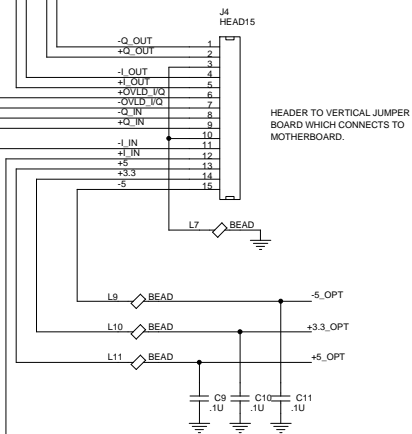 J4
HEAD15
-Q_OUT 1
+Q_OUT 2
3
-I_OUT 4
+I_OUT 5
+OVLD_I/Q 6
-OVLD_I/Q 7
-Q_IN 8
+Q_IN 9
10
-I_IN 11
+I_IN 12
+5 13
+3.3 14
-5 15
HEADER TO VERTICAL JUMPER
BOARD WHICH CONNECTS TO
MOTHERBOARD.
L7 BEAD
L9 BEAD -5_OPT
L10 BEAD +3.3_OPT
L11 BEAD +5_OPT
C9 C10 C11
.1U .1U .1U